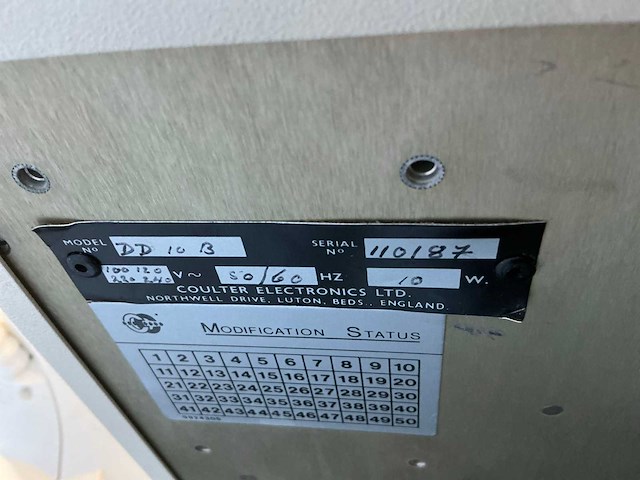 MODEL No DD 10 B SERIAL No 110187
100 120 220 240 V~ 50/60 HZ 10 W.
COULTER ELECTRONICS LTD.
NORTHWELL DRIVE, LUTON, BEDS., ENGLAND.
MODIFICATION STATUS
1 2 3 4 5 6 7 8 9 10
11 12 13 14 15 16 17 18 19 20
21 22 23 24 25 26 27 28 29 30
31 32 33 34 35 36 37 38 39 40
41 42 43 44 45 46 47 48 49 50